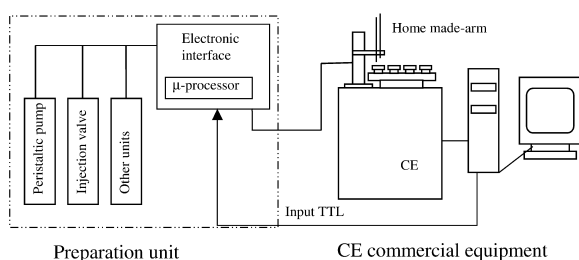 Home made-arm
Electronic
interface
μ-processor
Peristaltic pump
Injection valve
Other units
CE
Input TTL
Preparation unit
CE commercial equipment